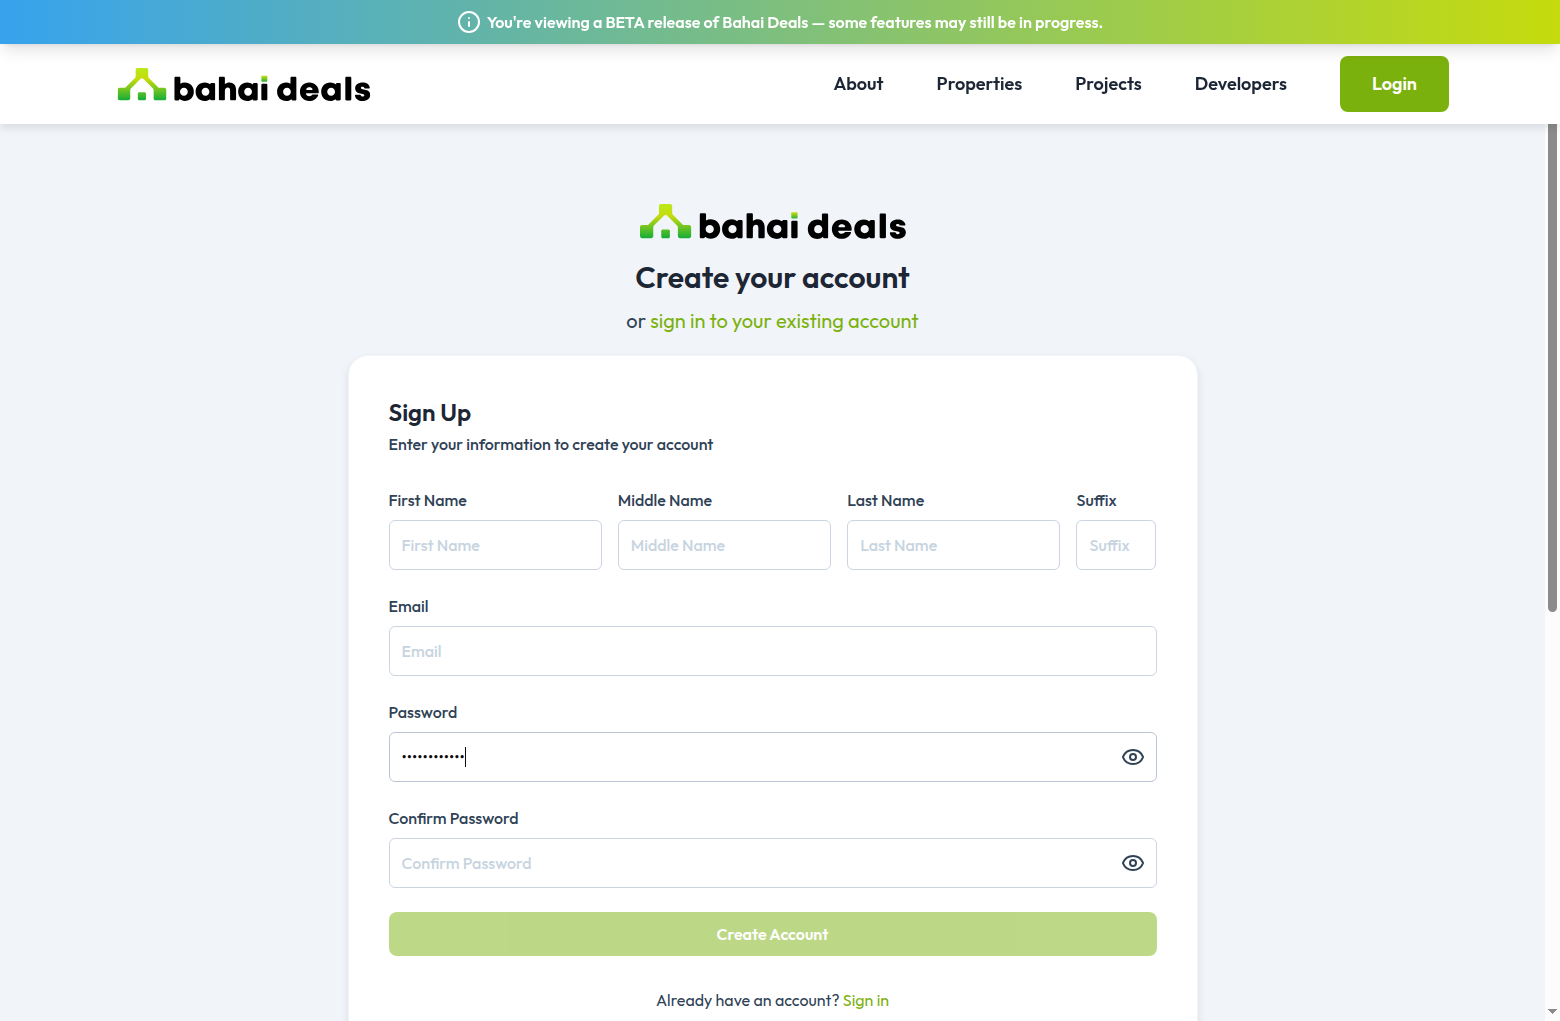 You're viewing a BETA release of Bahai Deals — some features may still be in progress.
bahai deals
About
Properties
Projects
Developers
Login
bahai deals
Create your account
or sign in to your existing account
Sign Up
Enter your information to create your account
First Name
Middle Name
Last Name
Suffix
First Name
Middle Name
Last Name
Suffix
Email
Email
Password
••••••••••••
Confirm Password
Confirm Password
Create Account
Already have an account? Sign in